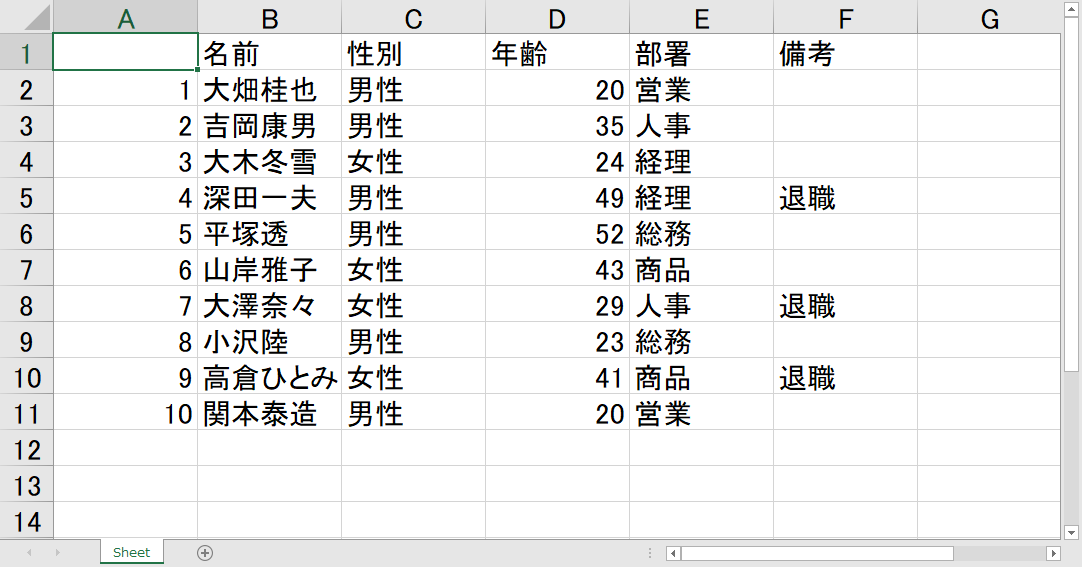 A B C D E F G
1 名前 性別 年齢 部署 備考
2 1 大畑桂也 男性 20 営業
3 2 吉岡康男 男性 35 人事
4 3 大木冬雪 女性 24 経理
5 4 深田一夫 男性 49 経理 退職
6 5 平塚透 男性 52 総務
7 6 山岸雅子 女性 43 商品
8 7 大澤奈々 女性 29 人事 退職
9 8 小沢陸 男性 23 総務
10 9 高倉ひとみ 女性 41 商品 退職
11 10 関本泰造 男性 20 営業
12
13
14
Sheet